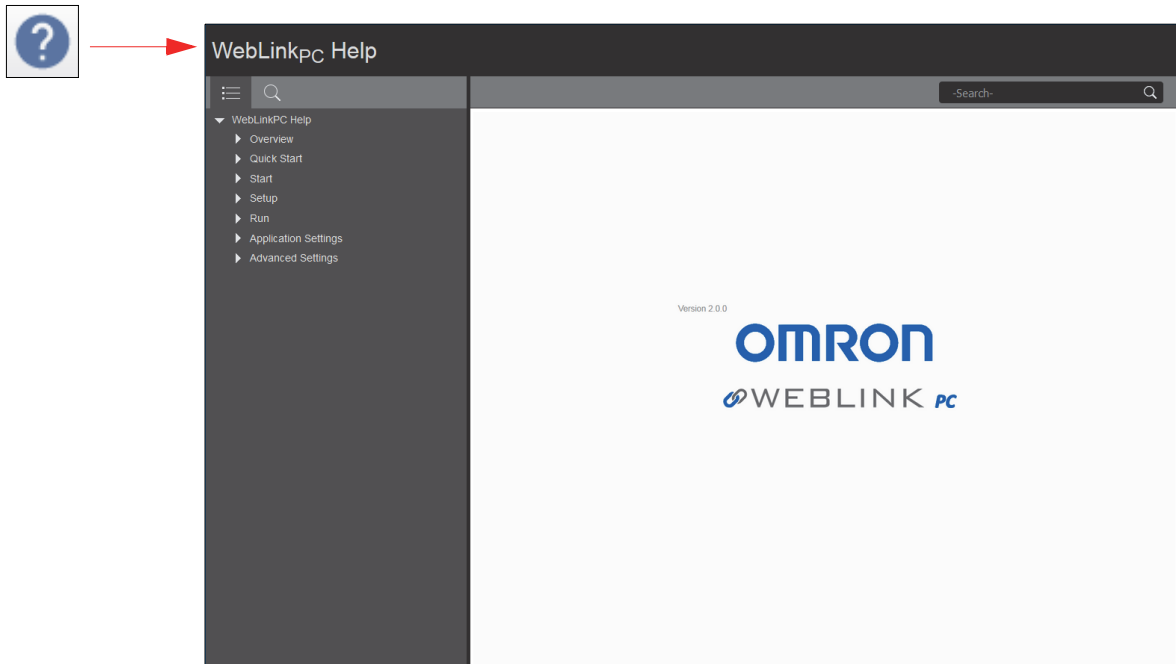 ?
WebLinkPC Help
-Search-
WebLinkPC Help
Overview
Quick Start
Start
Setup
Run
Application Settings
Advanced Settings
Version 2.0.0
OMRON
WEBLINK PC